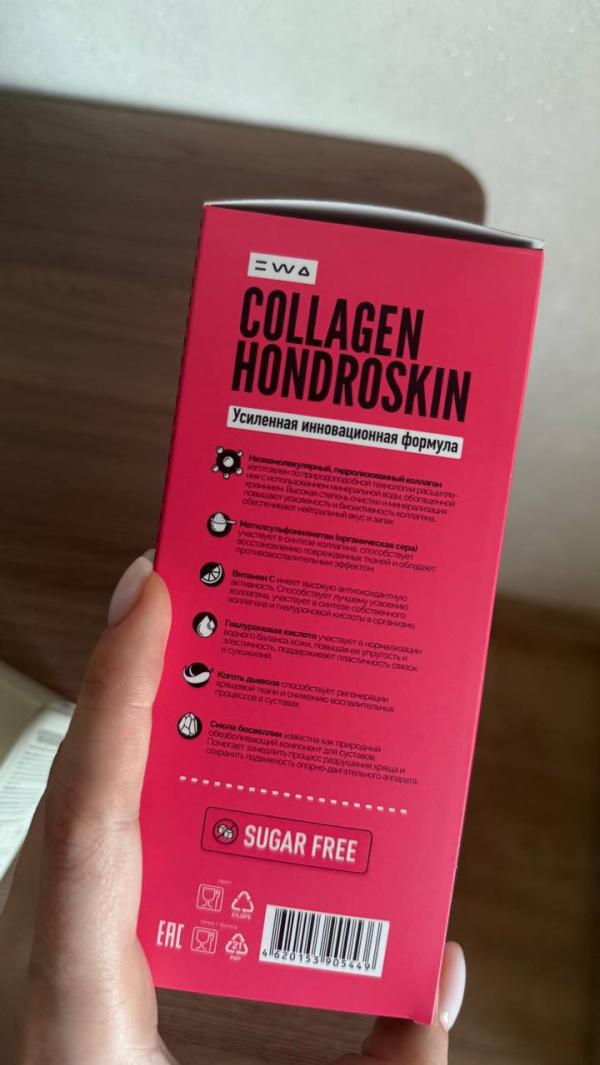 EWA
COLLAGEN
HONDROSKIN
Усиленная инновационная формула
Низкомолекулярный, гидролизованный коллаген
изготовлен по природоподобной технологии расщепле-
ния с использованием минеральной воды, обогащенной
кремнием. Высокая степень очистки и минерализация
повышают усвояемость и биоактивность коллагена,
обеспечивают нейтральный вкус и запах
Метилсульфонилметан (органическая сера)
участвует в синтезе коллагена, способствует
восстановлению поврежденных тканей и обладает
противовоспалительным эффектом.
Витамин С имеет высокую антиоксидантную
активность. Способствует лучшему усвоению
коллагена, участвует в синтезе собственного
коллагена и гиалуроновой кислоты в организме.
Гиалуроновая кислота участвует в нормализации
водного баланса кожи, повышая ее упругость и
эластичность, поддерживает пластичность связок
и сухожилий.
Коготь дьявола способствует регенерации
хрящевой ткани и снижению воспалительных
процессов в суставах.
Смола босвеллии известна как природный
обезболивающий компонент для суставов.
Помогает замедлить процесс разрушения хряща и
сохранить подвижность опорно-двигательного аппарата.
SUGAR FREE
EAC
21
PAP
4 620153 905449